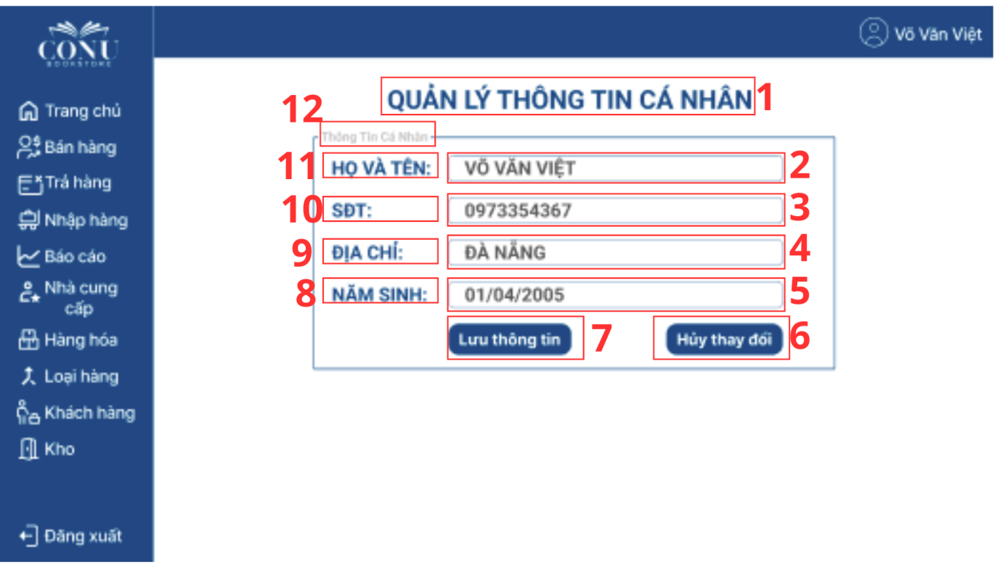 CONU
BOOKSTORE
Võ Văn Việt
Trang chủ
Bán hàng
Trả hàng
Nhập hàng
Báo cáo
Nhà cung
cấp
Hàng hóa
Loại hàng
Khách hàng
Kho
Đăng xuất
QUẢN LÝ THÔNG TIN CÁ NHÂN 1
12
Thông Tin Cá Nhân
11 HỌ VÀ TÊN: VÕ VĂN VIỆT 2
10 SĐT: 0973354367 3
9 ĐỊA CHỈ: ĐÀ NẴNG 4
8 NĂM SINH: 01/04/2005 5
Lưu thông tin 7 Hủy thay đổi 6